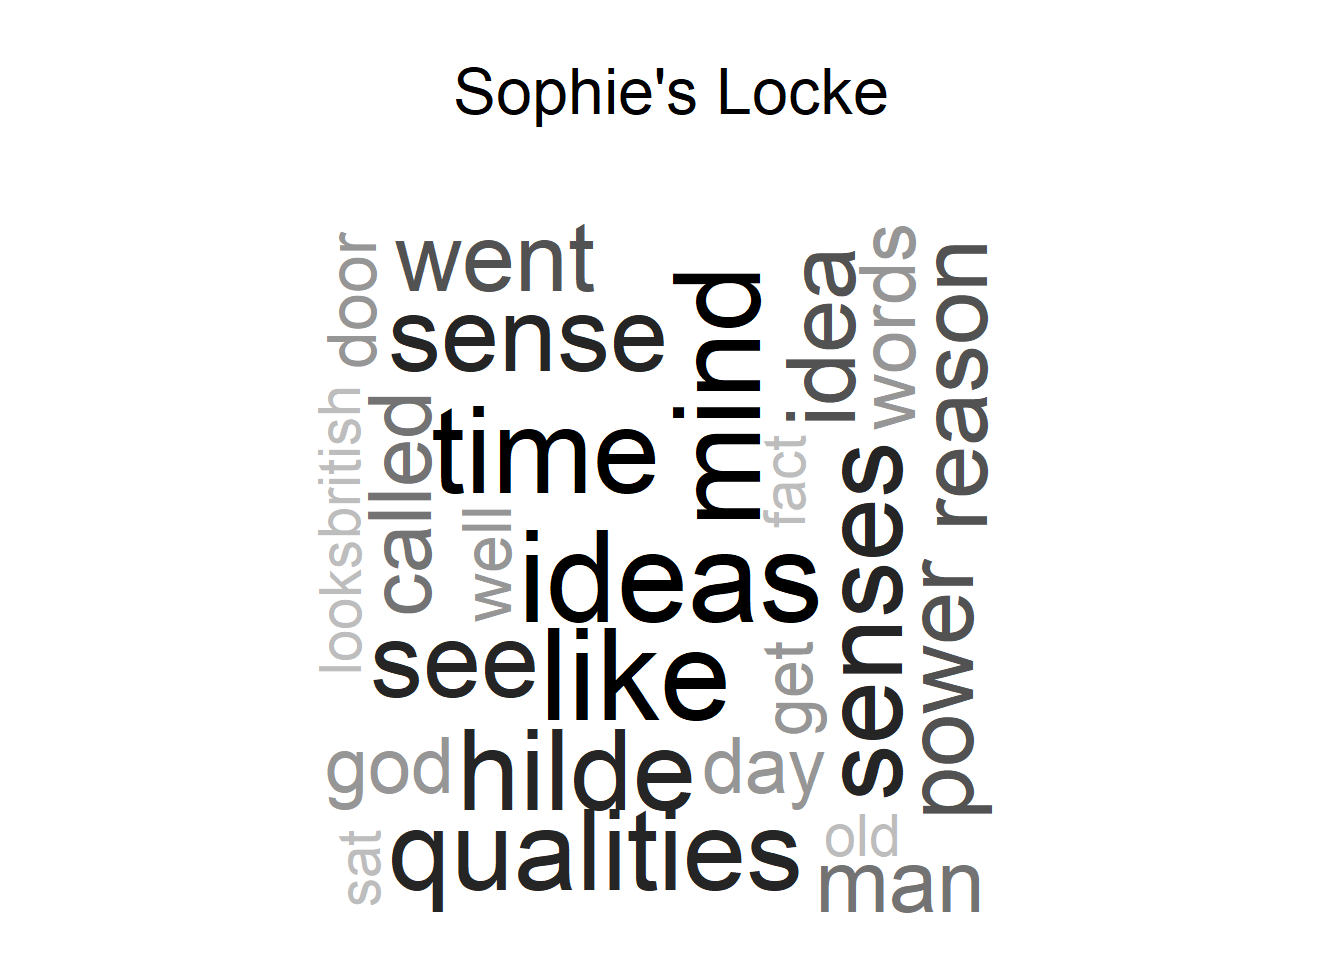 Sophie's Locke
went
sense
door
mind
idea
words
reason
called
time
british
looks
well
fact
ideas
senses
power
see
like
get
god
hilde
day
sat
qualities
old
man